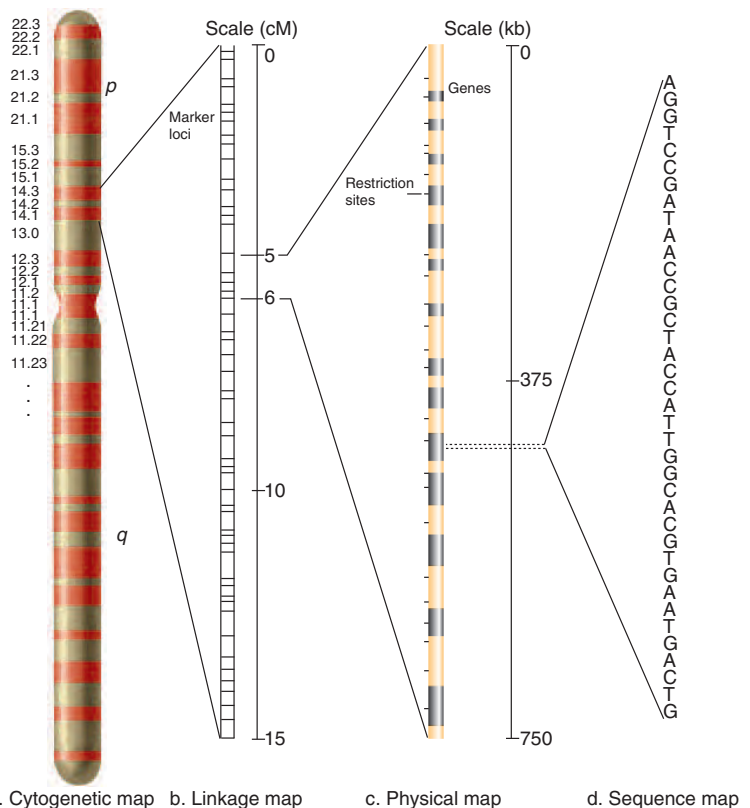 Scale (cM)
Scale (kb)
22.3
22.2
22.1
21.3
21.2
21.1
15.3
15.2
15.1
14.3
14.2
14.1
13.0
12.3
12.2
12.1
11.2
11.1
11.1
11.21
11.22
11.23
.
.
.
p
q
Marker
loci
0
5
6
10
15
Genes
Restriction
sites
0
375
750
A
G
G
T
C
C
G
A
T
A
A
C
C
G
C
T
A
C
C
A
T
T
G
G
C
A
C
G
T
G
A
A
T
G
A
C
T
G
. Cytogenetic map
b. Linkage map
c. Physical map
d. Sequence map